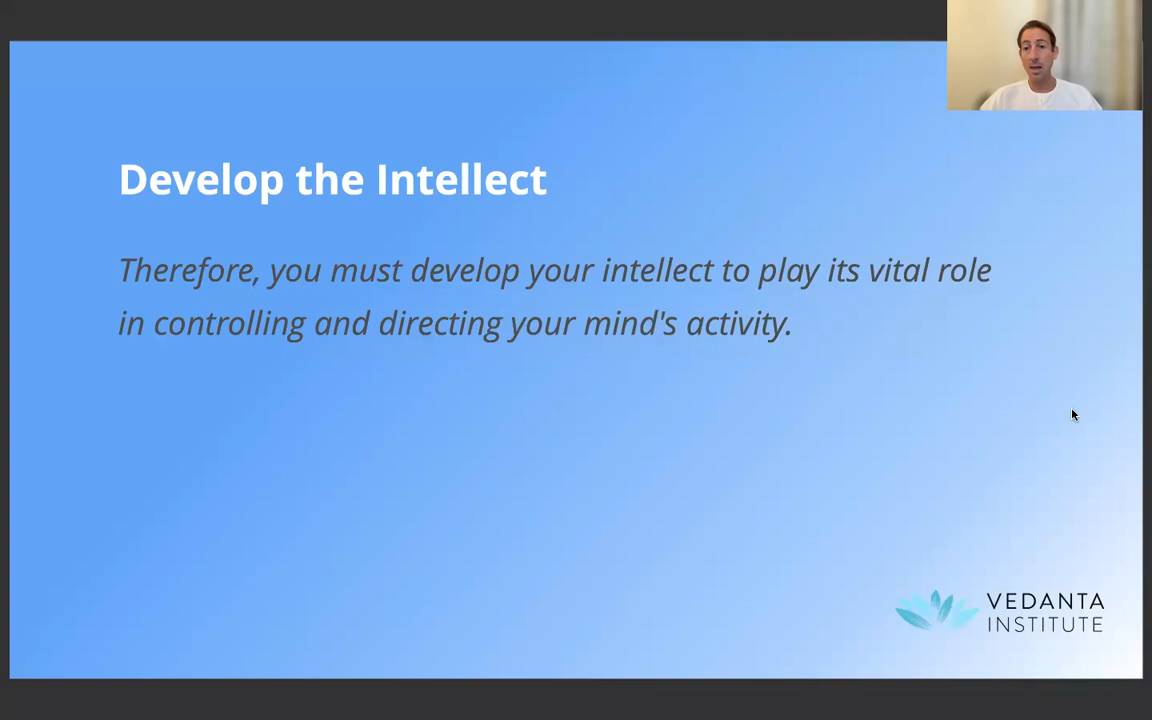 Develop the Intellect
Therefore, you must develop your intellect to play its vital role
in controlling and directing your mind's activity.
VEDANTA
INSTITUTE